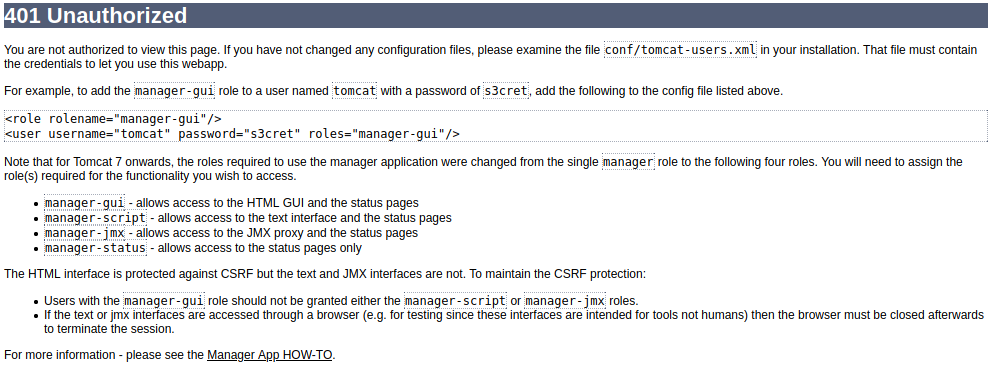 401 Unauthorized
You are not authorized to view this page. If you have not changed any configuration files, please examine the file conf/tomcat-users.xml in your installation. That file must contain
the credentials to let you use this webapp.
For example, to add the manager-gui role to a user named tomcat with a password of s3cret, add the following to the config file listed above.
<role rolename="manager-gui"/>
<user username="tomcat" password="s3cret" roles="manager-gui"/>
Note that for Tomcat 7 onwards, the roles required to use the manager application were changed from the single manager role to the following four roles. You will need to assign the
role(s) required for the functionality you wish to access.
• manager-gui - allows access to the HTML GUI and the status pages
• manager-script - allows access to the text interface and the status pages
• manager-jmx - allows access to the JMX proxy and the status pages
• manager-status - allows access to the status pages only
The HTML interface is protected against CSRF but the text and JMX interfaces are not. To maintain the CSRF protection:
• Users with the manager-gui role should not be granted either the manager-script or manager-jmx roles.
• If the text or jmx interfaces are accessed through a browser (e.g. for testing since these interfaces are intended for tools not humans) then the browser must be closed afterwards
to terminate the session.
For more information - please see the Manager App HOW-TO.